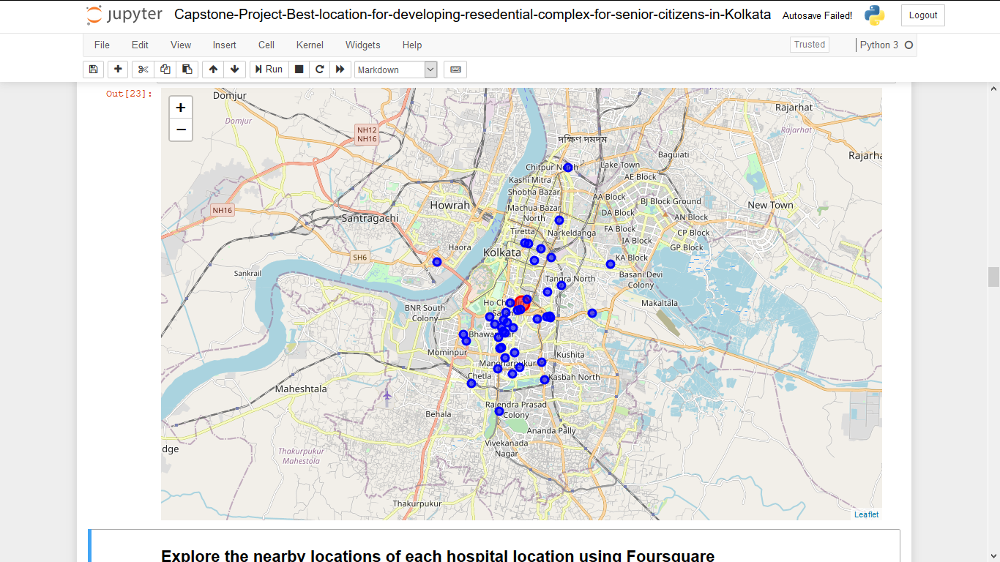 jupyter Capstone-Project-Best-location-for-developing-resedential-complex-for-senior-citizens-in-Kolkata Autosave Failed! Logout
File Edit View Insert Cell Kernel Widgets Help Trusted Python 3
Run Markdown
Out[23]:
+
−
Domjur
Domjur
Rajarhat
Rajarhat
NH12
NH16
দক্ষিণ দমদম
Baguiati
Chitpur
Lake Town
Kashi Mitra
AE Block
Shobha Bazar
AA Block
BJ Block Ground
Howrah
Machua Bazar
North
New Town
NH16
Santragachi
DA Block
AN Block
Tiretta
Narkeldanga
FA Block
CP Block
IA Block
Haora
GP Block
Kolkata
SH6
KA Block
Sankrail
Basani Devi
Colony
Tangra North
Makaltala
Ho Ch
BNR South
Colony
Mominpur
Kushita
Chetla
Kasbah North
Maheshtala
Rajendra Prasad
Colony
Behala
Ananda Pally
Vivekanada
Nagar
dge
Thakurpukur
Mahestola
Thakurpukur
Leaflet
Explore the nearby locations of each hospital location using Foursquare